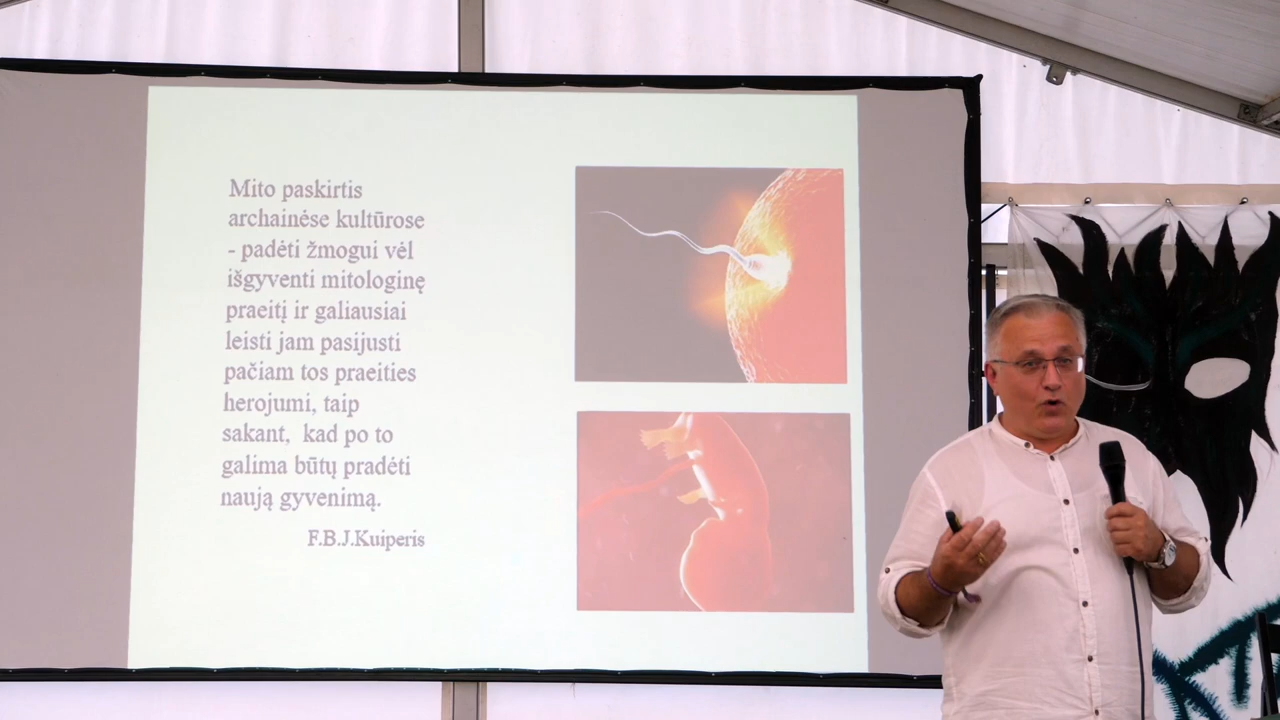 Mito paskirtis
archainėse kultūrose
- padėti žmogui vėl
išgyventi mitologinę
praeitį ir galiausiai
leisti jam pasijusti
pačiam tos praeities
herojumi, taip
sakant, kad po to
galima būtų pradėti
naują gyvenimą.
F.B.J.Kuiperis